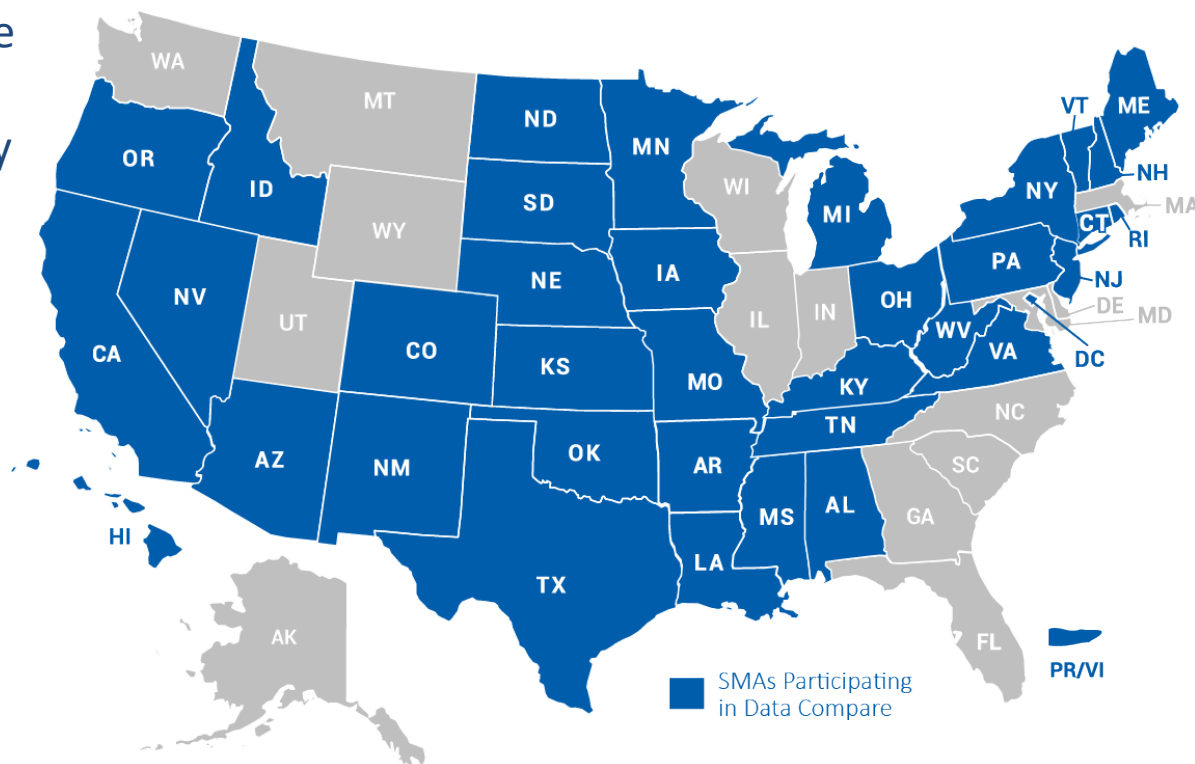 e
y
WA
MT
ND
MN
VT
ME
OR
ID
SD
WI
MI
NY
NH
MA
WY
CT
RI
NV
NE
IA
PA
NJ
UT
IL
IN
OH
DE
MD
CA
CO
KS
MO
WV
VA
DC
KY
TN
NC
AZ
NM
OK
AR
SC
MS
AL
GA
HI
LA
TX
AK
FL
PR/VI
SMAs Participating
in Data Compare